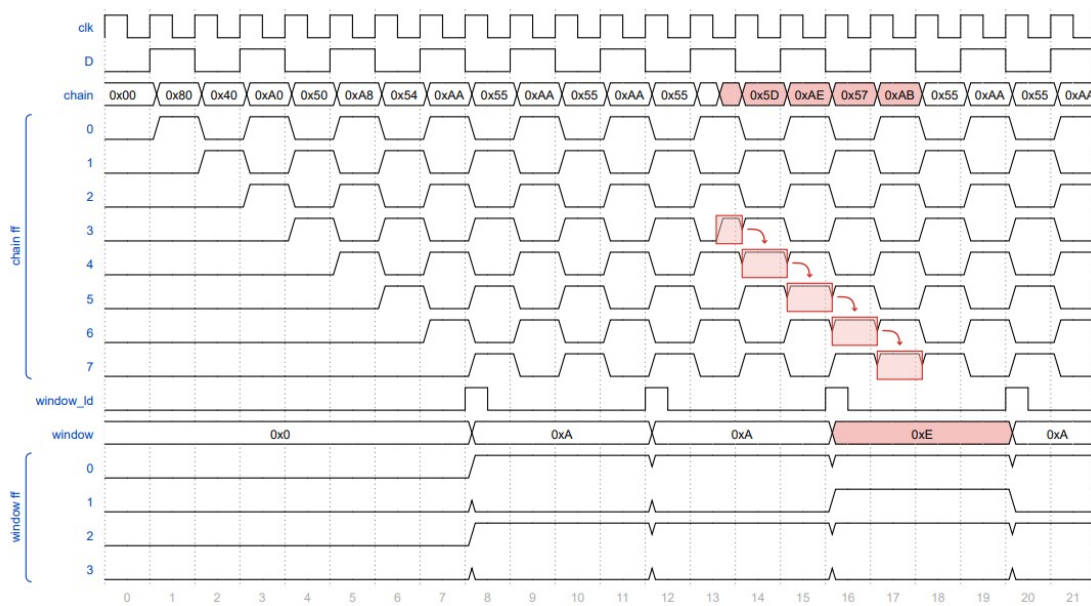 clk
D
chain 0x00 0x80 0x40 0xA0 0x50 0xA8 0x54 0xAA 0x55 0xAA 0x55 0xAA 0x55 0x5D 0xAE 0x57 0xAB 0x55 0xAA 0x55 0xAA
chain ff
0
1
2
3
4
5
6
7
window_ld
window 0x0 0xA 0xA 0xE 0xA
window ff
0
1
2
3
0 1 2 3 4 5 6 7 8 9 10 11 12 13 14 15 16 17 18 19 20 21